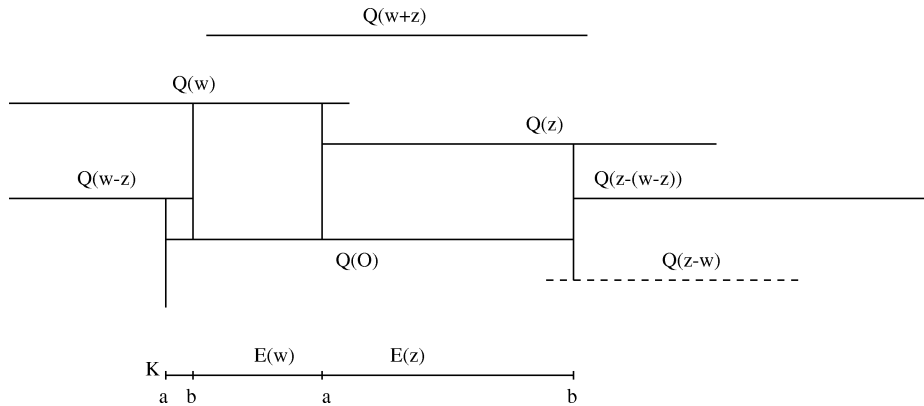 Q(w+z)
Q(w)
Q(z)
Q(w-z) Q(z-(w-z))
Q(O) Q(z-w)
E(w) E(z)
K
a b a b